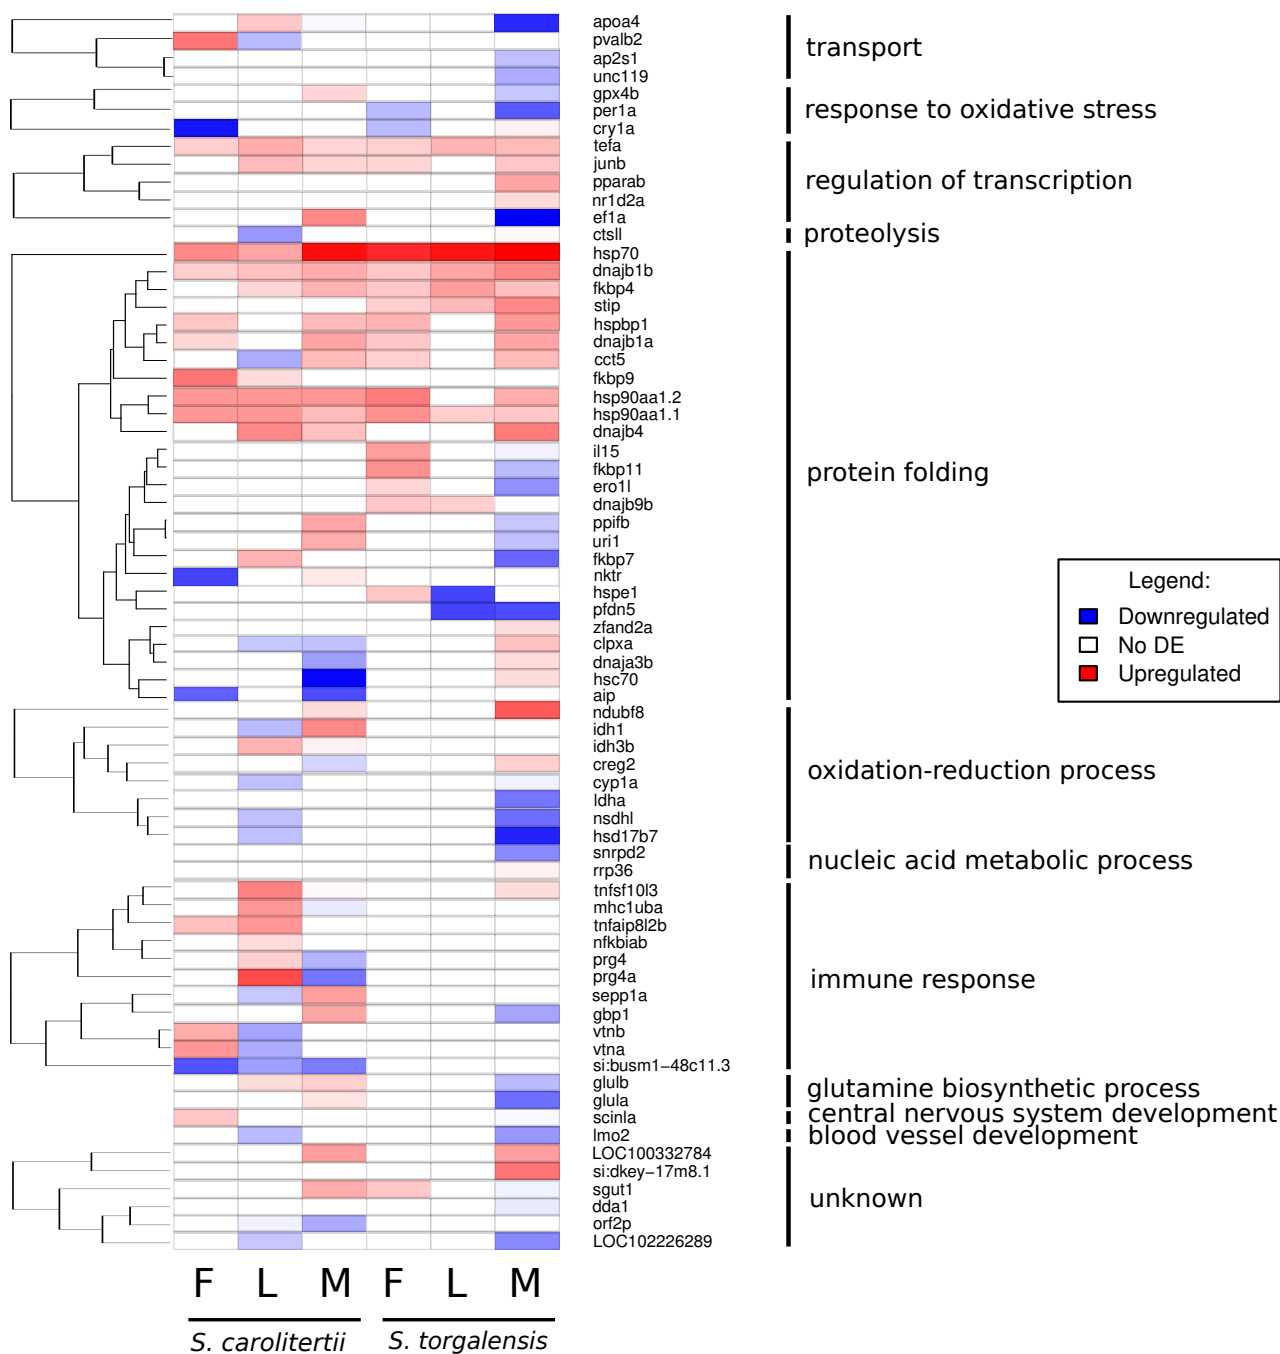 apoa4
pvalb2
ap2s1
unc119
transport
gpx4b
per1a
cry1a
response to oxidative stress
tefa
junb
pparab
nr1d2a
ef1a
regulation of transcription
ctsll
proteolysis
hsp70
dnajb1b
fkbp4
stip
hspbp1
dnajb1a
cct5
fkbp9
hsp90aa1.2
hsp90aa1.1
dnajb4
il15
fkbp11
ero1l
dnajb9b
ppifb
uri1
fkbp7
nktr
hspe1
pfdn5
zfand2a
clpxa
dnaja3b
hsc70
aip
protein folding
Legend:
Downregulated
No DE
Upregulated
ndubf8
idh1
idh3b
creg2
cyp1a
ldha
nsdhl
hsd17b7
oxidation-reduction process
snrpd2
rrp36
nucleic acid metabolic process
tnfsf10l3
mhc1uba
tnfaip8l2b
nfkbiab
prg4
prg4a
sepp1a
gbp1
vtnb
vtna
si:busm1−48c11.3
immune response
glulb
glula
glutamine biosynthetic process
scinla
central nervous system development
lmo2
blood vessel development
LOC100332784
si:dkey−17m8.1
sgut1
dda1
orf2p
LOC102226289
unknown
F L M F L M
S. carolitertii S. torgalensis